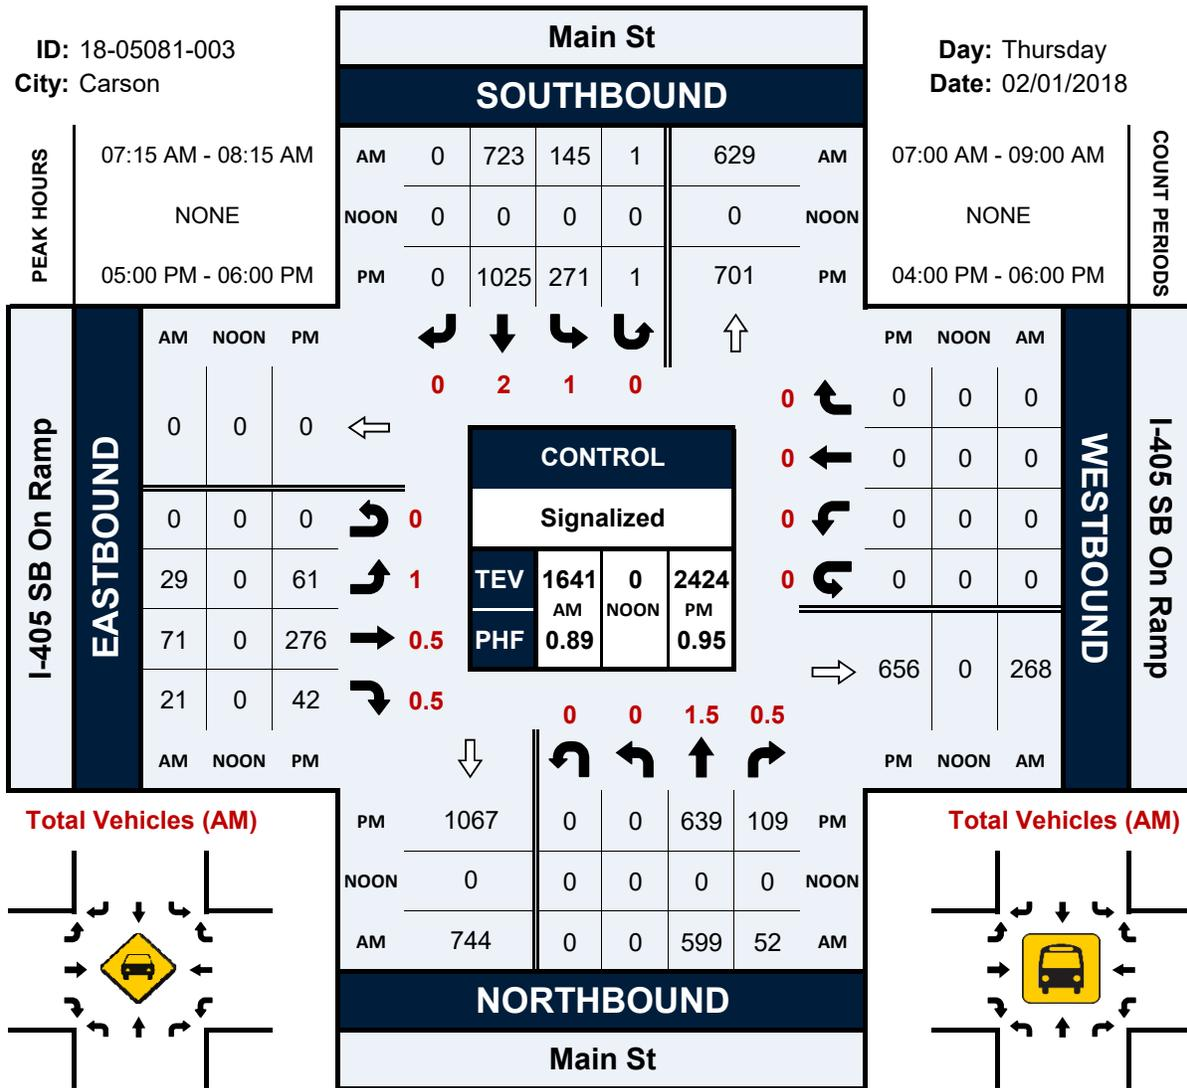 Main St
ID: 18-05081-003
Day: Thursday
City: Carson
Date: 02/01/2018
SOUTHBOUND
PEAK HOURS
07:15 AM - 08:15 AM
NONE
05:00 PM - 06:00 PM
AM 0 723 145 1 629 AM
NOON 0 0 0 0 0 NOON
PM 0 1025 271 1 701 PM
07:00 AM - 09:00 AM
NONE
04:00 PM - 06:00 PM
COUNT PERIODS
0 2 1 0
I-405 SB On Ramp
EASTBOUND
AM NOON PM
0 0 0
0 0 0 0
29 0 61 1
71 0 276 0.5
21 0 42 0.5
AM NOON PM
CONTROL
Signalized
TEV 1641 0 2424
AM NOON PM
PHF 0.89 0.95
PM NOON AM
0 0 0 0
0 0 0 0
0 0 0 0
0 0 0 0
656 0 268
PM NOON AM
WESTBOUND
I-405 SB On Ramp
0 0 1.5 0.5
PM 1067 0 0 639 109 PM
NOON 0 0 0 0 0 NOON
AM 744 0 0 599 52 AM
NORTHBOUND
Main St
Total Vehicles (AM)
Total Vehicles (AM)